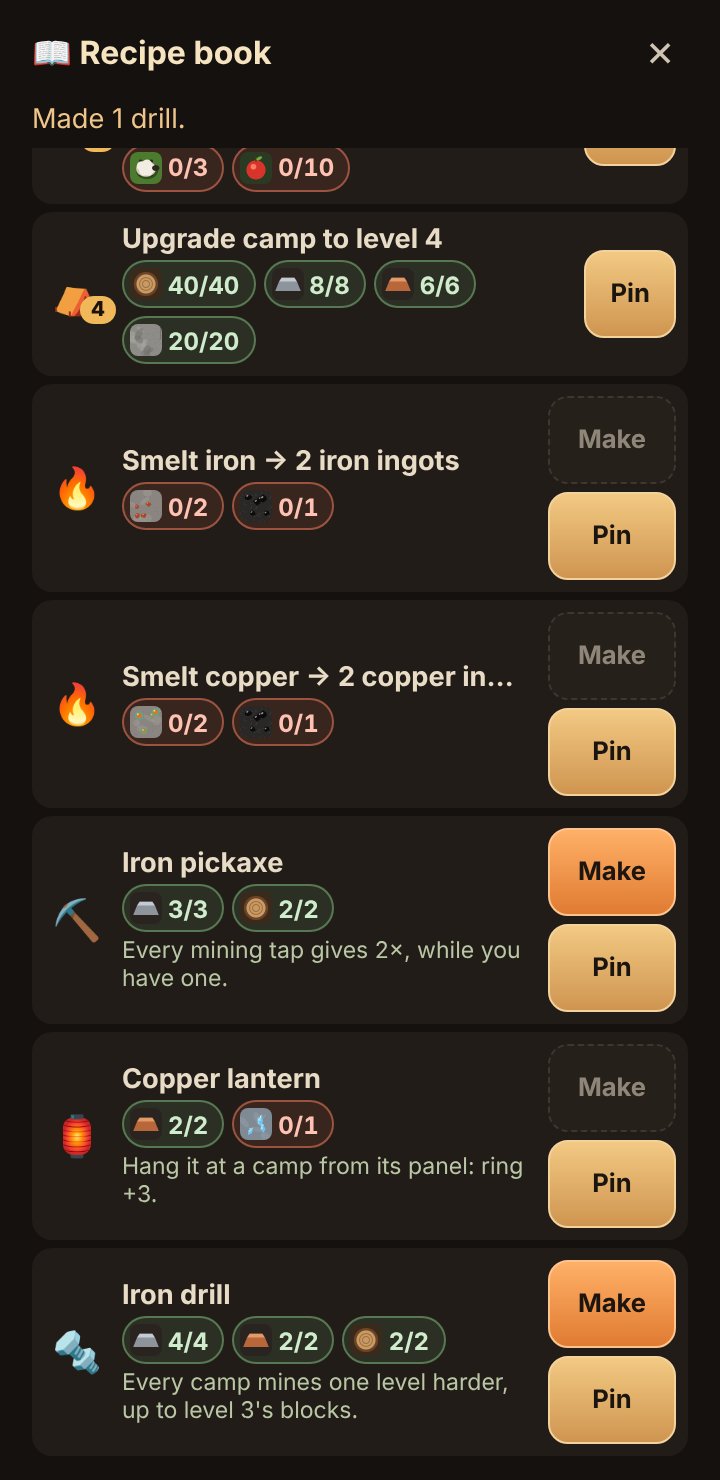 Recipe book
Made 1 drill.
0/3 0/10
Upgrade camp to level 4
4
40/40 8/8 6/6
20/20
Pin
Smelt iron → 2 iron ingots
0/2 0/1
Make
Pin
Smelt copper → 2 copper in...
0/2 0/1
Make
Pin
Iron pickaxe
3/3 2/2
Every mining tap gives 2×, while you
have one.
Make
Pin
Copper lantern
2/2 0/1
Hang it at a camp from its panel: ring
+3.
Make
Pin
Iron drill
4/4 2/2 2/2
Every camp mines one level harder,
up to level 3's blocks.
Make
Pin